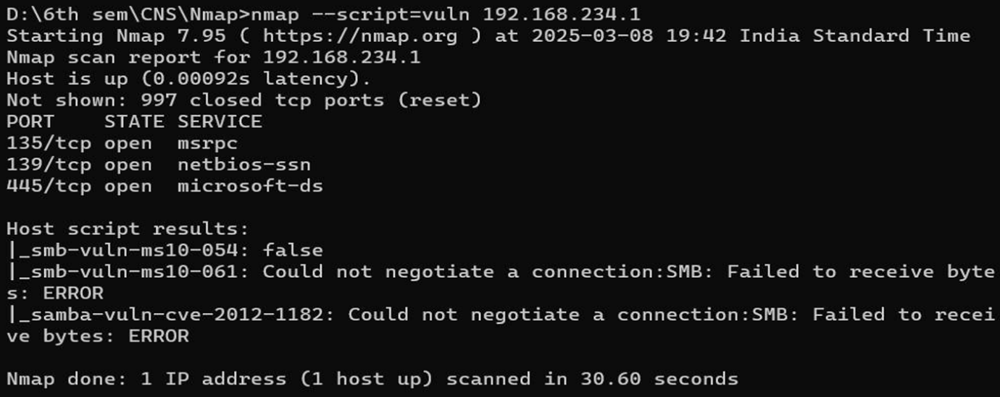 D:\6th sem\CNS\Nmap>nmap --script=vuln 192.168.234.1
Starting Nmap 7.95 ( https://nmap.org ) at 2025-03-08 19:42 India Standard Time
Nmap scan report for 192.168.234.1
Host is up (0.00092s latency).
Not shown: 997 closed tcp ports (reset)
PORT    STATE SERVICE
135/tcp open  msrpc
139/tcp open  netbios-ssn
445/tcp open  microsoft-ds

Host script results:
|_smb-vuln-ms10-054: false
|_smb-vuln-ms10-061: Could not negotiate a connection:SMB: Failed to receive byte
s: ERROR
|_samba-vuln-cve-2012-1182: Could not negotiate a connection:SMB: Failed to recei
ve bytes: ERROR

Nmap done: 1 IP address (1 host up) scanned in 30.60 seconds